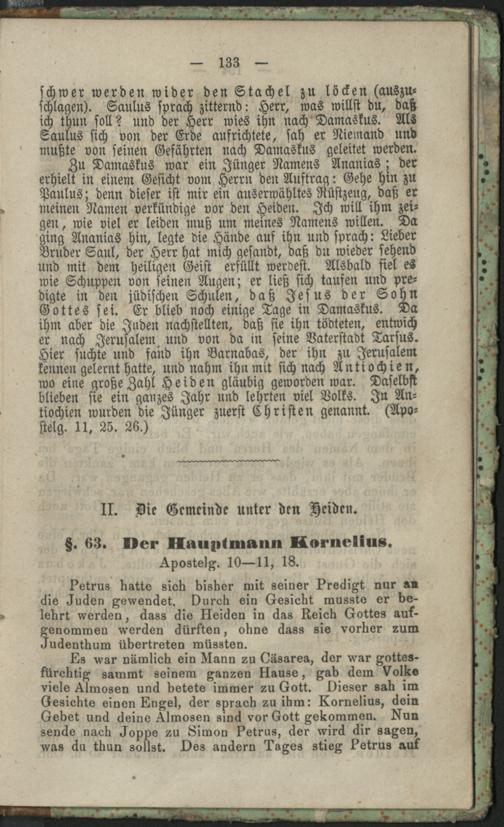 — 133 —
schwer werden wider den Stachel zu löcken (auszu-
schlagen). Saulus sprach zitternd: Herr, was willst du, daß
ich thun soll? und der Herr wies ihn nach Damaskus. Als
Saulus sich von der Erde aufrichtete, sah er Niemand und
mußte von seinen Gefährten nach Damaskus geleitet werden.
Zu Damaskus war ein Jünger Namens Ananias; der
erhielt in einem Gesicht vom Herrn den Auftrag: Gehe hin zu
Paulus; denn dieser ist mir ein auserwähltes Rüstzeug, daß er
meinen Namen verkündige vor den Heiden. Ich will ihm zei-
gen, wie viel er leiden muß um meines Namens willen. Da
ging Ananias hin, legte die Hände auf ihn und sprach: Lieber
Bruder Saul, der Herr hat mich gesandt, daß du wieder sehend
und mit dem heiligen Geist erfüllt werdest. Alsbald fiel es
wie Schuppen von seinen Augen; er ließ sich taufen und pre-
digte in den jüdischen Schulen, daß Jesus der Sohn
Gottes sei. Er blieb noch einige Tage in Damaskus. Da
ihm aber die Juden nachstellten, daß sie ihn tödteten, entwich
er nach Jerusalem und von da in seine Vaterstadt Tarsus.
Hier suchte und fand ihn Barnabas, der ihn zu Jerusalem
kennen gelernt hatte, und nahm ihn mit sich nach Antiochien,
wo eine große Zahl Heiden gläubig geworden war. Daselbst
blieben sie ein ganzes Jahr und lehrten viel Volks. In An-
tiochien wurden die Jünger zuerst Christen genannt. (Apo-
stelg. 11, 25. 26.)
II. Die Gemeinde unter den Heiden.
§. 63. Der Hauptmann Kornelius.
Apostelg. 10—11, 18.
Petrus hatte sich bisher mit seiner Predigt nur an
die Juden gewendet. Durch ein Gesicht musste er be-
lehrt werden, dass die Heiden in das Reich Gottes auf-
genommen werden dürften, ohne dass sie vorher zum
Judenthum übertreten müssten.
Es war nämlich ein Mann zu Cäsarea, der war gottes-
fürchtig sammt seinem ganzen Hause, gab dem Volke
viele Almosen und betete immer zu Gott. Dieser sah im
Gesichte einen Engel, der sprach zu ihm: Kornelius, dein
Gebet und deine Almosen sind vor Gott gekommen. Nun
sende nach Joppe zu Simon Petrus, der wird dir sagen,
was du thun sollst. Des andern Tages stieg Petrus auf